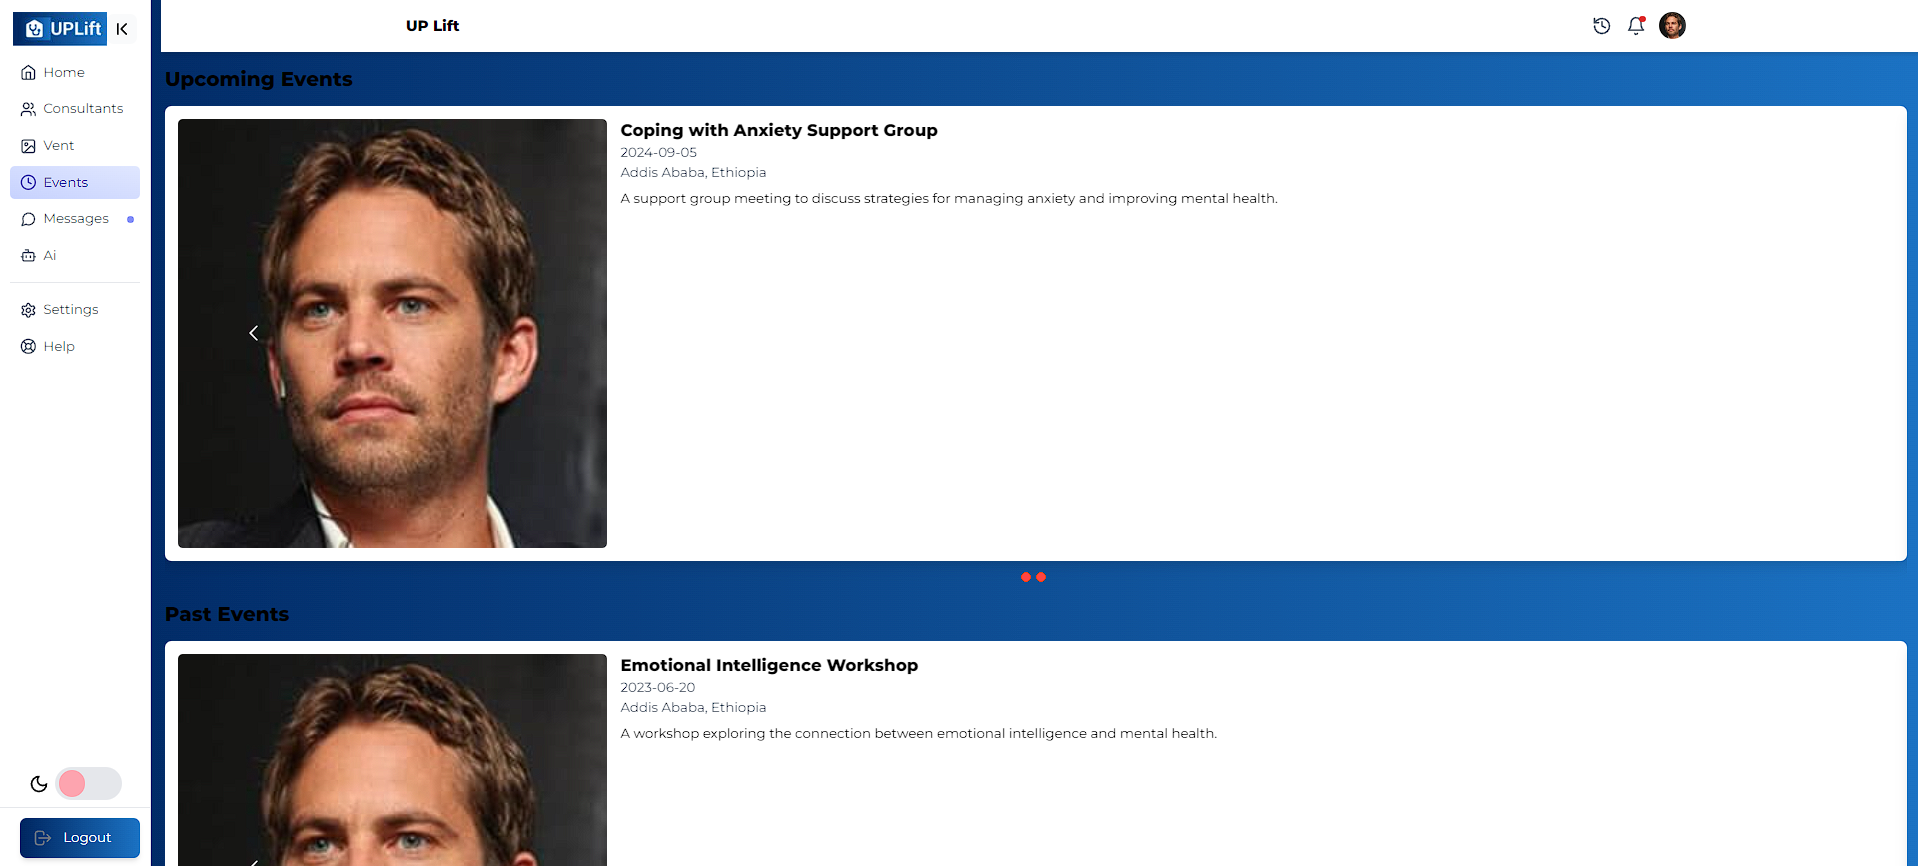 UPLift
UP Lift
Home
Consultants
Vent
Events
Messages
Ai
Settings
Help
Logout
Upcoming Events
Coping with Anxiety Support Group
2024-09-05
Addis Ababa, Ethiopia
A support group meeting to discuss strategies for managing anxiety and improving mental health.
Past Events
Emotional Intelligence Workshop
2023-06-20
Addis Ababa, Ethiopia
A workshop exploring the connection between emotional intelligence and mental health.